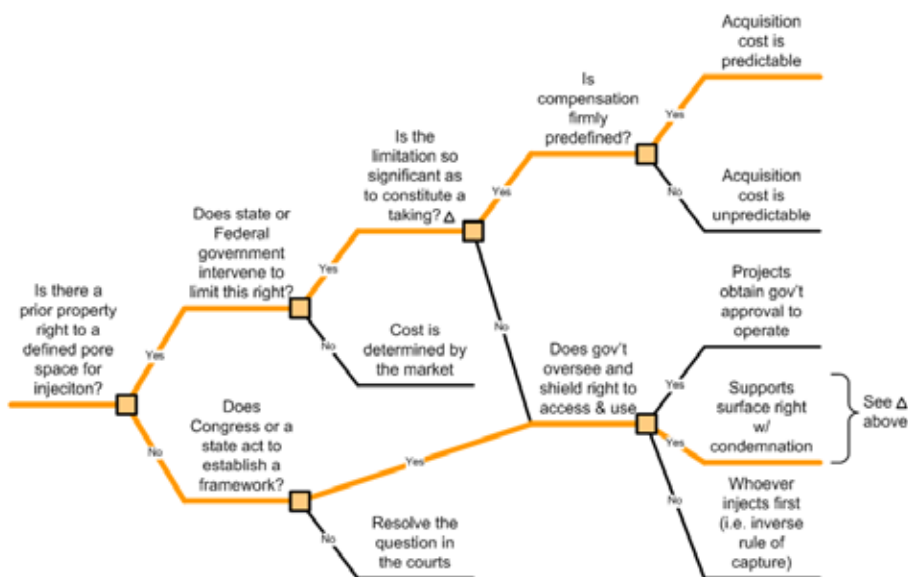 Is there a
prior property
right to a
defined pore
space for
injeciton?
Yes
No
Does state or
Federal
government
intervene to
limit this right?
Yes
No
Does
Congress or a
state act to
establish a
framework?
Yes
No
Is the
limitation so
significant as
to constitute a
taking? Δ
Yes
No
Cost is
determined by
the market
Resolve the
question in
the courts
Is
compensation
firmly
predefined?
Yes
No
Does gov't
oversee and
shield right to
access & use
Yes
Yes
No
Acquisition
cost is
predictable
Acquisition
cost is
unpredictable
Projects
obtain gov't
approval to
operate
Supports
surface right
w/
condemnation
See Δ
above
Whoever
injects first
(i.e. inverse
rule of
capture)